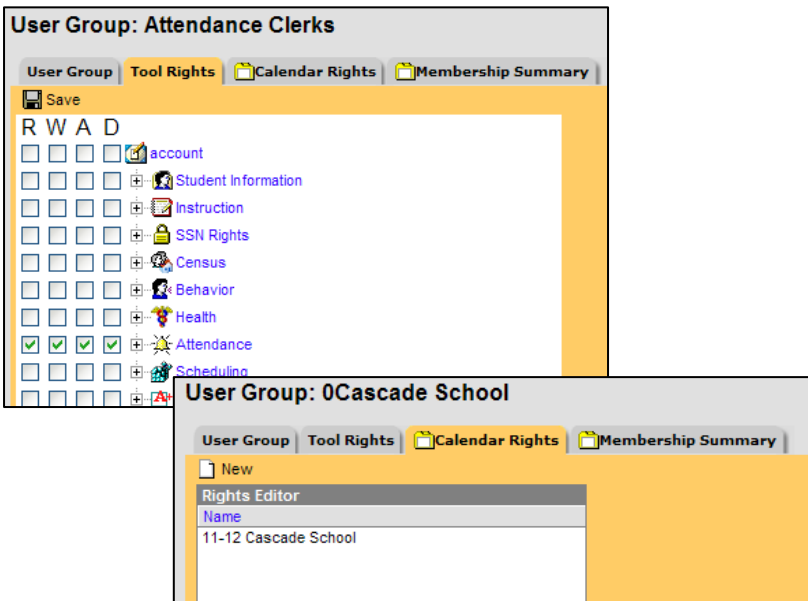 User Group: Attendance Clerks
User Group Tool Rights Calendar Rights Membership Summary
Save
R W A D
account
Student Information
Instruction
SSN Rights
Census
Behavior
Health
Attendance
Scheduling
A+
User Group: 0Cascade School
User Group Tool Rights Calendar Rights Membership Summary
New
Rights Editor
Name
11-12 Cascade School